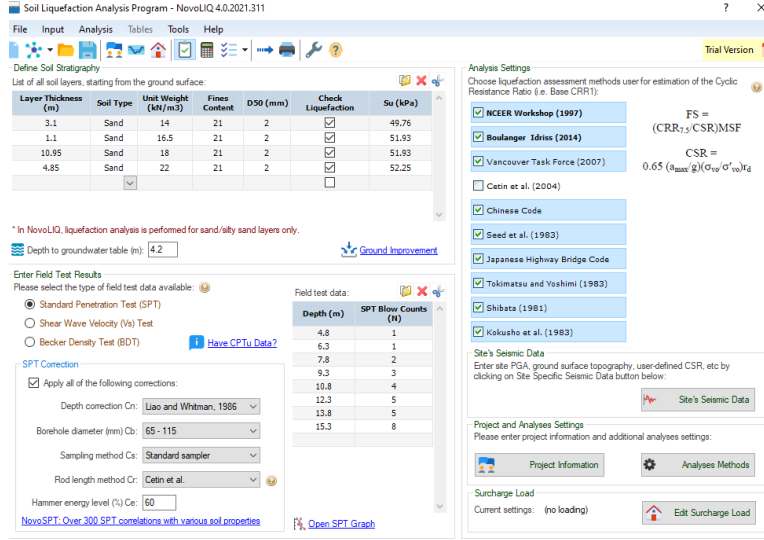 Soil Liquefaction Analysis Program - NovoLIQ 4.0.2021.311
File Input Analysis Tables Tools Help
Trial Version
Define Soil Stratigraphy
List of all soil layers, starting from the ground surface:
Layer Thickness (m) Soil Type Unit Weight (kN/m3) Fines Content D50 (mm) Check Liquefaction Su (kPa)
3.1 Sand 14 21 2 49.76
1.1 Sand 16.5 21 2 51.93
10.95 Sand 18 21 2 51.93
4.85 Sand 22 21 2 52.25
* In NovoLIQ, liquefaction analysis is performed for sand/silty sand layers only.
Depth to groundwater table (m): 4.2
Ground Improvement
Enter Field Test Results
Please select the type of field test data available:
Standard Penetration Test (SPT)
Shear Wave Velocity (Vs) Test
Becker Density Test (BDT)
Have CPTu Data?
SPT Correction
Apply all of the following corrections:
Depth correction Cn: Liao and Whitman, 1986
Borehole diameter (mm) Cb: 65 - 115
Sampling method Cs: Standard sampler
Rod length method Cr: Cetin et al.
Hammer energy level (%) Ce: 60
NovoSPT: Over 300 SPT correlations with various soil properties
Field test data:
Depth (m) SPT Blow Counts (N)
4.8 1
6.3 1
7.8 2
9.3 3
10.8 4
12.3 5
13.8 5
15.3 8
Open SPT Graph
Analysis Settings
Choose liquefaction assessment methods user for estimation of the Cyclic
Resistance Ratio (i.e. Base CRR1):
NCEER Workshop (1997)
Boulanger Idriss (2014)
Vancouver Task Force (2007)
Cetin et al. (2004)
Chinese Code
Seed et al. (1983)
Japanese Highway Bridge Code
Tokimatsu and Yoshimi (1983)
Shibata (1981)
Kokusho et al. (1983)
FS =
(CRR7.5/CSR)MSF
CSR =
0.65 (amax/g)(σvo/σ'vo)rd
Site's Seismic Data
Enter site PGA, ground surface topography, user-defined CSR, etc by
clicking on Site Specific Seismic Data button below:
Site's Seismic Data
Project and Analyses Settings
Please enter project information and additional analyses settings:
Project Information
Analyses Methods
Surcharge Load
Current settings: (no loading)
Edit Surcharge Load